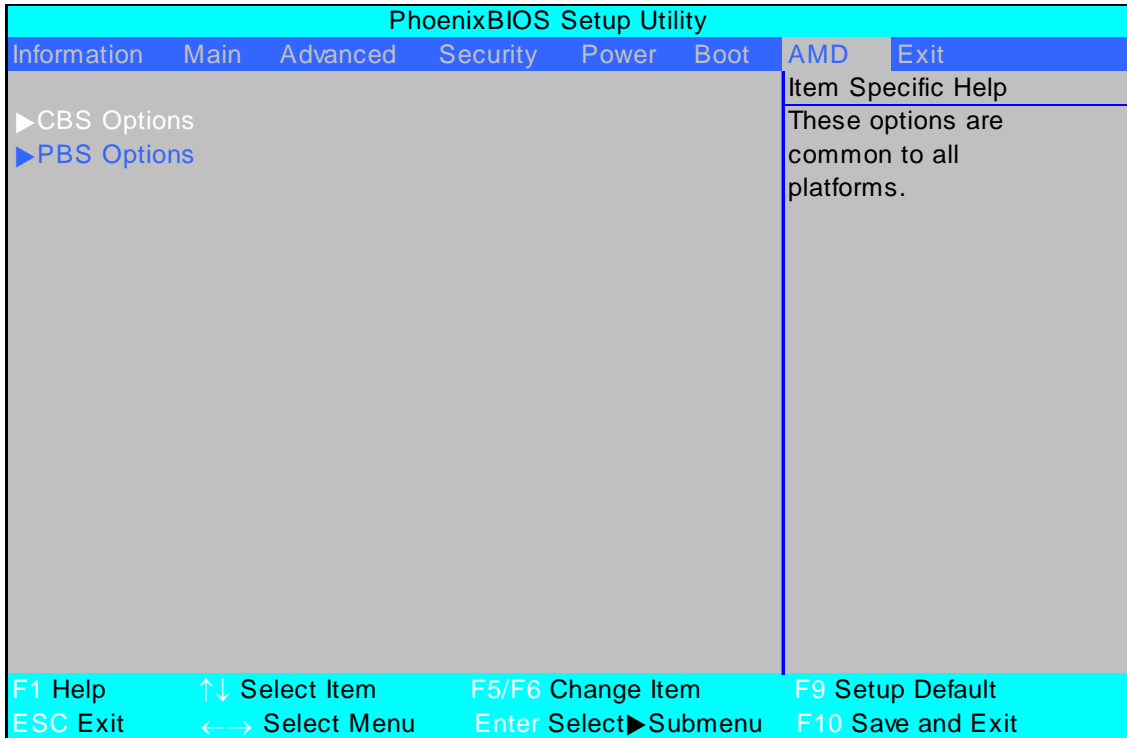 PhoenixBIOS Setup Utility
Information Main Advanced Security Power Boot AMD Exit
Item Specific Help
▶CBS Options
▶PBS Options
These options are
common to all
platforms.
F1 Help ↑↓ Select Item F5/F6 Change Item F9 Setup Default
ESC Exit ←→ Select Menu Enter Select▶Submenu F10 Save and Exit